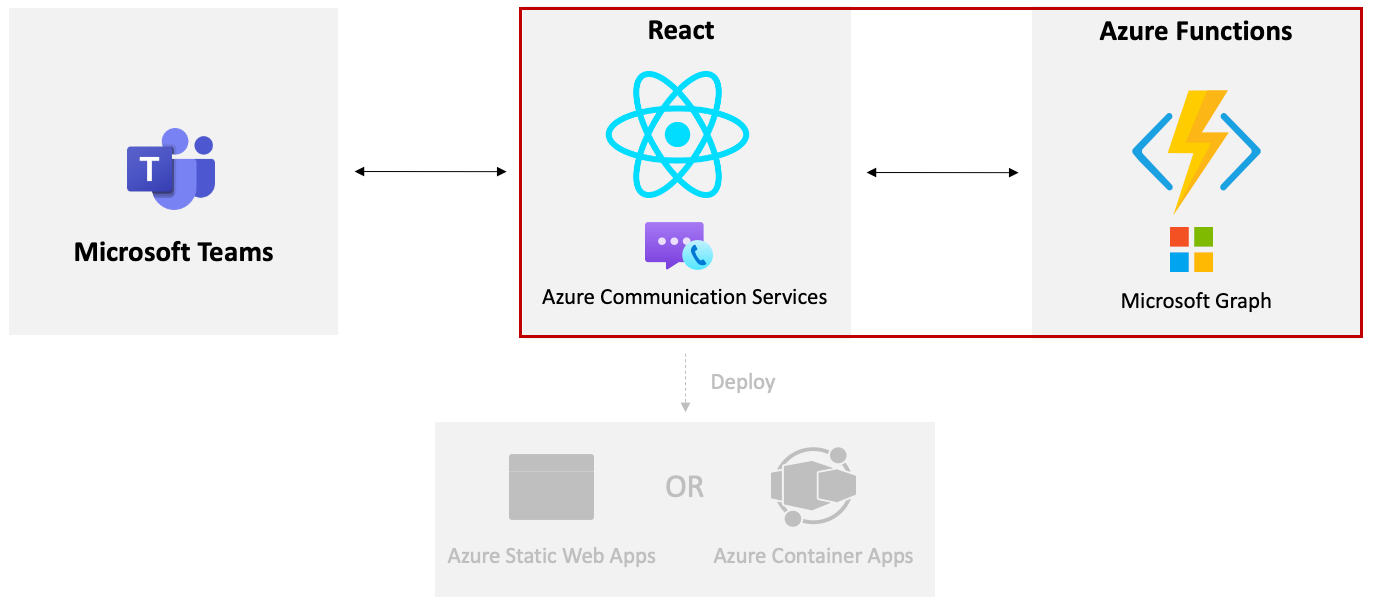 React
Azure Functions
T
Microsoft Teams
Azure Communication Services
Microsoft Graph
Deploy
OR
Azure Static Web Apps
Azure Container Apps